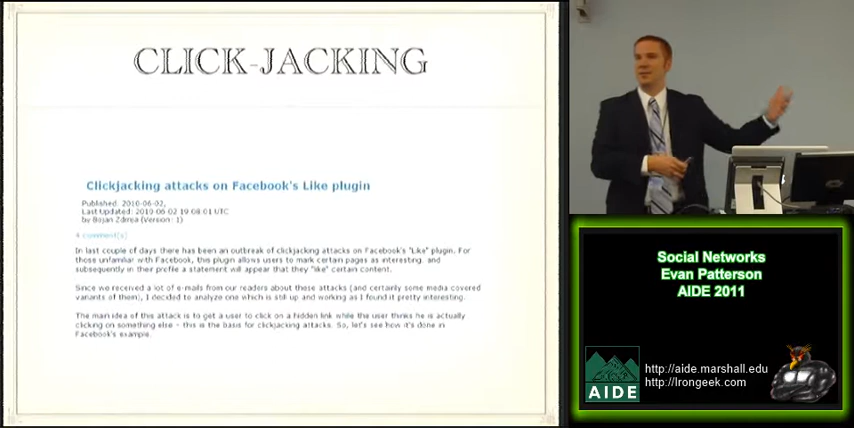 CLICK-JACKING
Clickjacking attacks on Facebook's Like plugin
Published: 2010-06-02,
Last Updated: 2010-06-02 19:08:01 UTC
by Bojan Zdrnja (Version: 1)
4 comment(s)
In last couple of days there has been an outbreak of clickjacking attacks on Facebook's "Like" plugin. For
those unfamiliar with Facebook, this plugin allows users to mark certain pages as interesting and
subsequently in their profile a statement will appear that they "like" certain content.
Since we received a lot of e-mails from our readers about these attacks (and certainly some media covered
variants of them), I decided to analyze one which is still up and working as I found it pretty interesting.
The main idea of this attack is to get a user to click on a hidden link while the user thinks he is actually
clicking on something else - this is the basis for clickjacking attacks. So, let's see how it's done in
Facebook's example.
Social Networks
Evan Patterson
AIDE 2011
AIDE
http://aide.marshall.edu
http://Irongeek.com